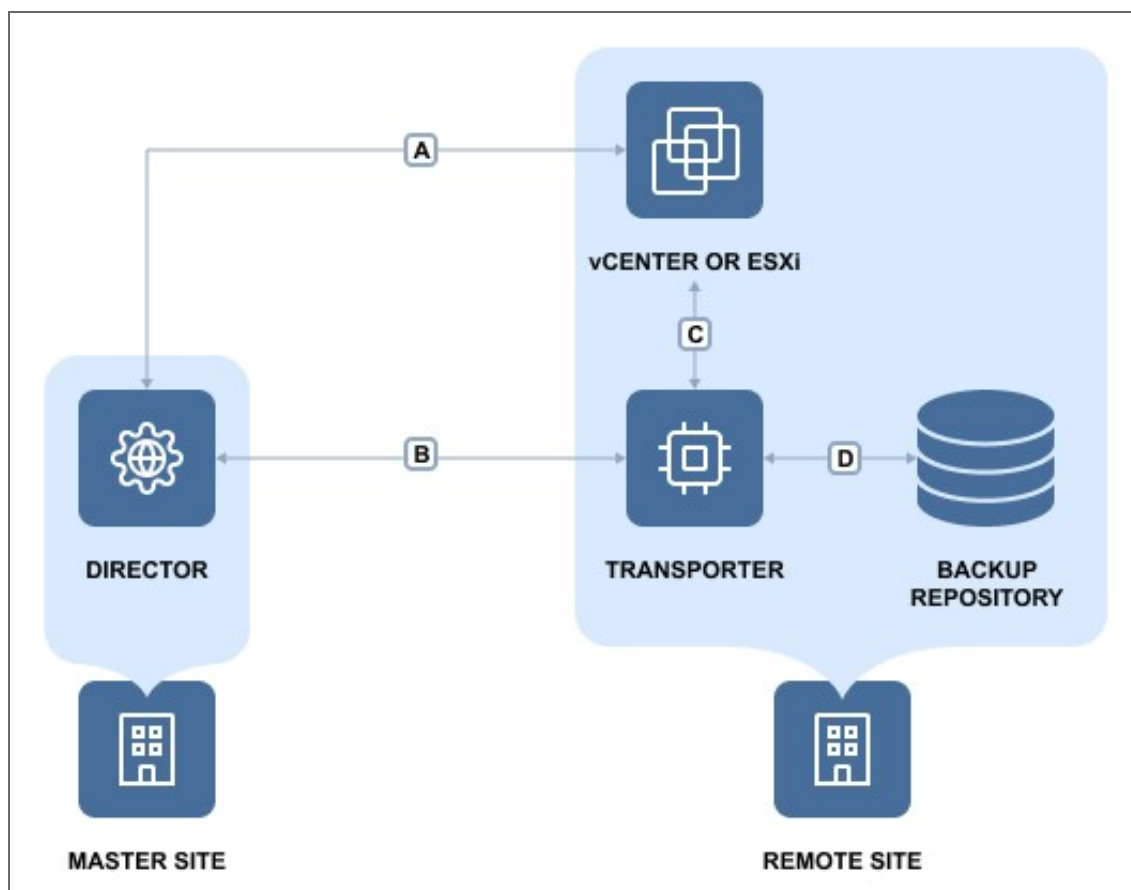 A
vCENTER OR ESXi
C
B
D
DIRECTOR
TRANSPORTER
BACKUP
REPOSITORY
MASTER SITE
REMOTE SITE